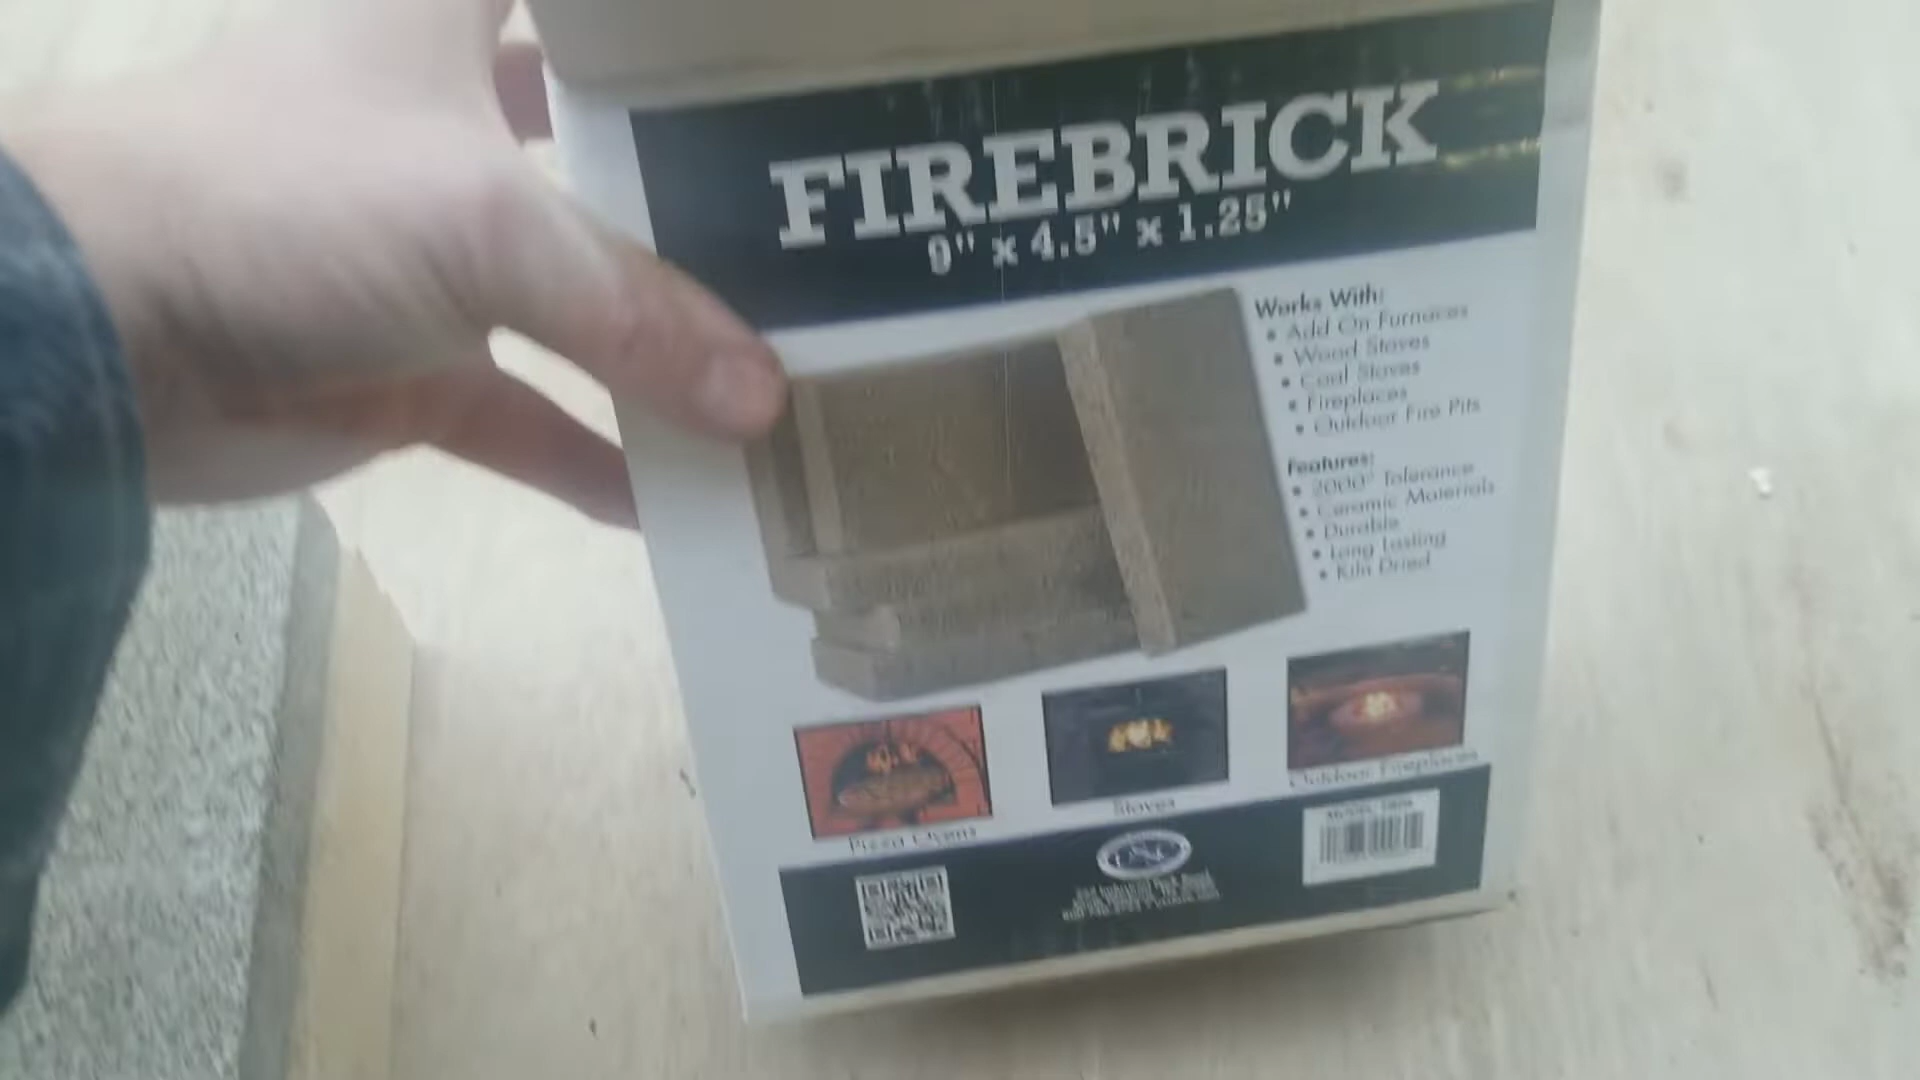 FIREBRICK
9" x 4.5" x 1.25"
Works With:
• Add On Furnaces
• Wood Stoves
• Coal Stoves
• Fireplaces
• Outdoor Fire Pits
Features:
• 2000° Tolerance
• Ceramic Materials
• Durable
• Long Lasting
• Kiln Dried
Pizza Ovens
Stoves
Outdoor Fireplaces